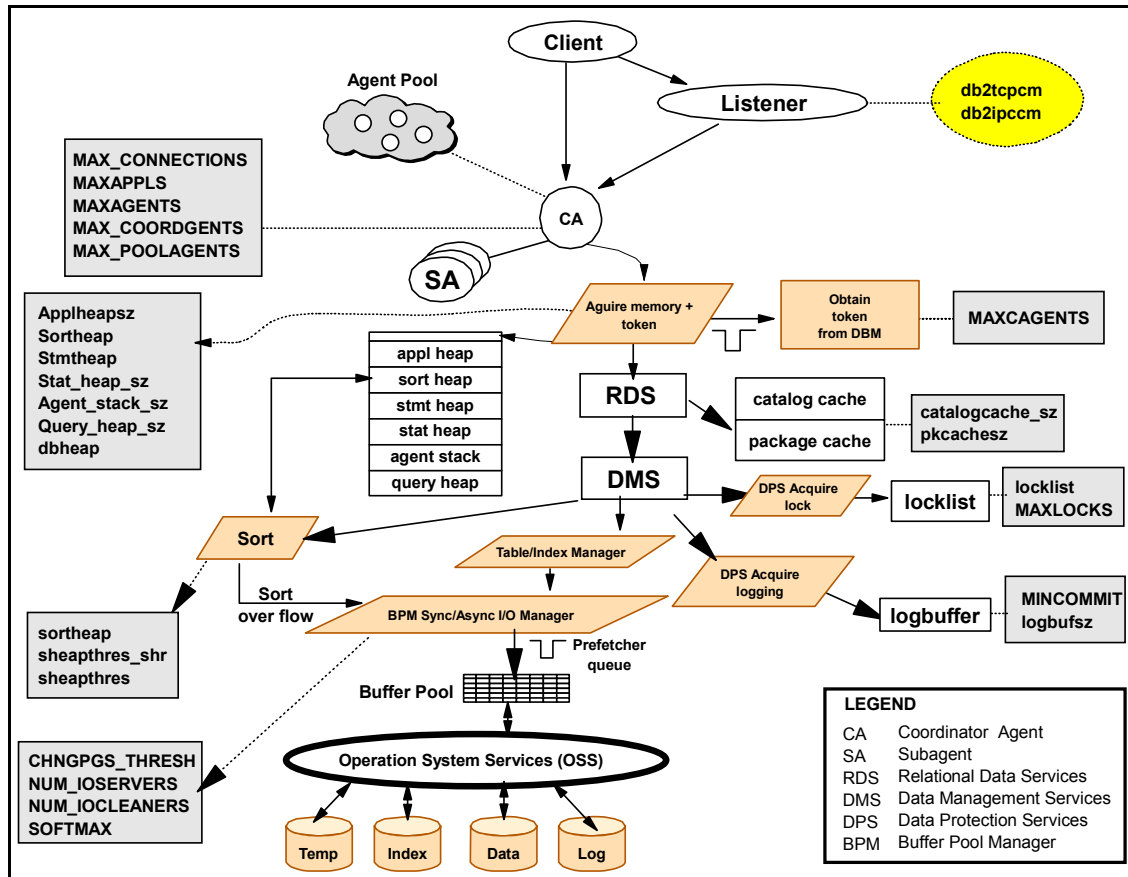 Client
Agent Pool
Listener
db2tcpcm
db2ipccm
MAX_CONNECTIONS
MAXAPPLS
MAXAGENTS
MAX_COORDGENTS
MAX_POOLAGENTS
CA
SA
Applheapsz
Sortheap
Stmtheap
Stat_heap_sz
Agent_stack_sz
Query_heap_sz
dbheap
Aguire memory +
token
Obtain
token
from DBM
MAXCAGENTS
appl heap
sort heap
stmt heap
stat heap
agent stack
query heap
RDS
catalog cache
package cache
catalogcache_sz
pkcachesz
DMS
DPS Acquire
lock
locklist
locklist
MAXLOCKS
Sort
Table/Index Manager
DPS Acquire
logging
Sort
over flow
BPM Sync/Async I/O Manager
logbuffer
MINCOMMIT
logbufsz
sortheap
sheapthres_shr
sheapthres
Prefetcher
queue
Buffer Pool
CHNGPGS_THRESH
NUM_IOSERVERS
NUM_IOCLEANERS
SOFTMAX
Operation System Services (OSS)
Temp
Index
Data
Log
LEGEND
CA Coordinator Agent
SA Subagent
RDS Relational Data Services
DMS Data Management Services
DPS Data Protection Services
BPM Buffer Pool Manager